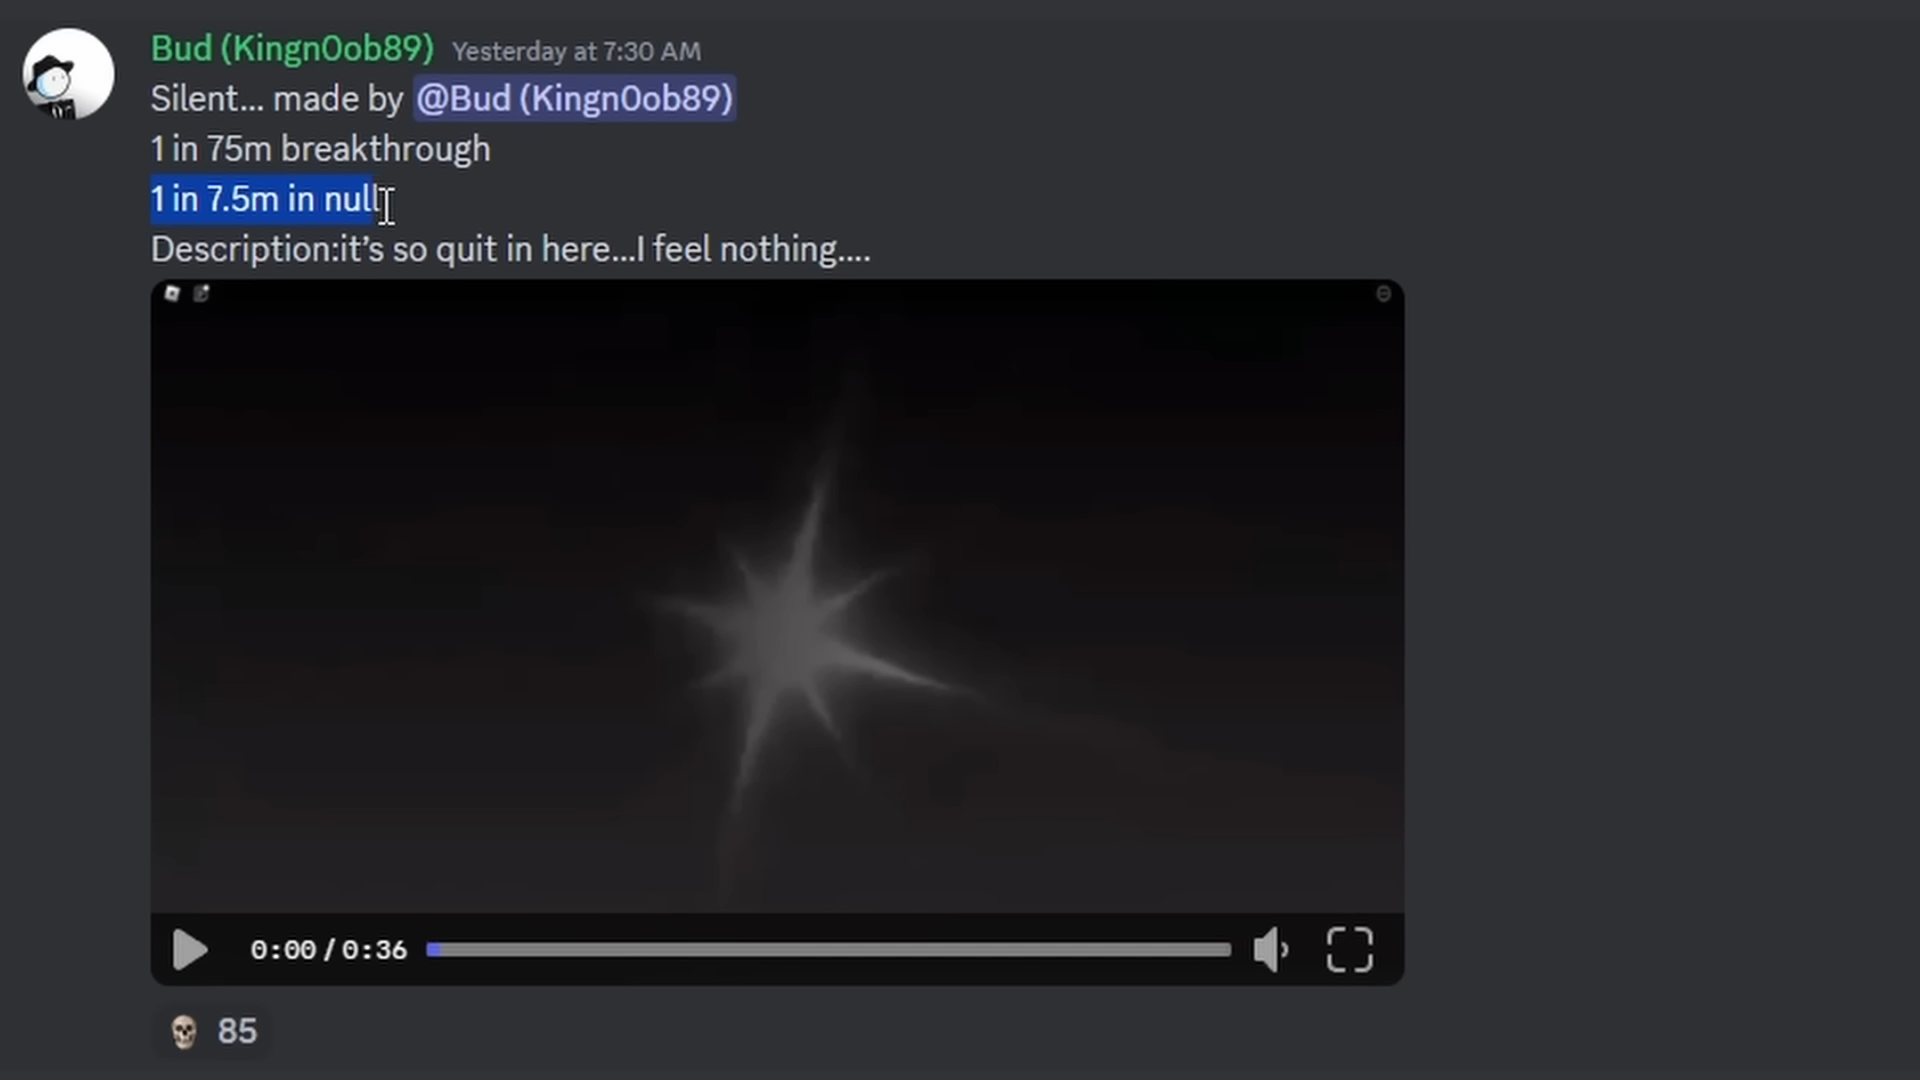 Bud (Kingn0ob89) Yesterday at 7:30 AM
Silent... made by @Bud (Kingn0ob89)
1 in 75m breakthrough
1 in 7.5m in null
Description:it’s so quit in here...I feel nothing....
0:00 / 0:36
85